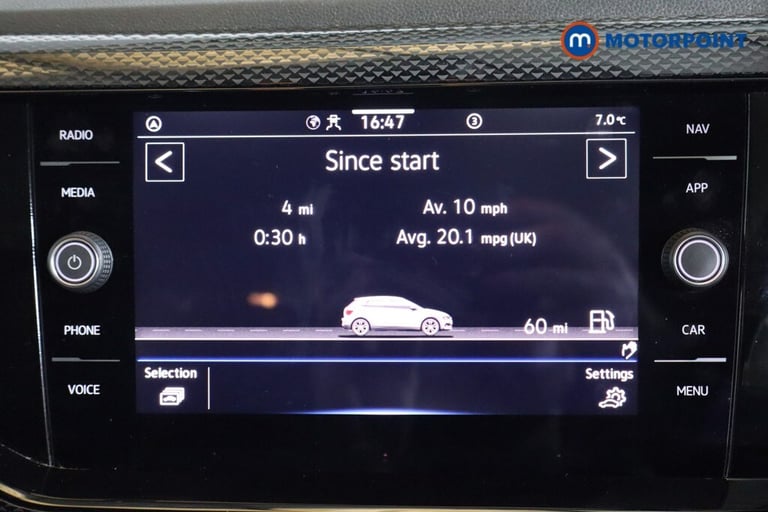 m MOTORPOINT
RADIO
MEDIA
PHONE
VOICE
16:47
3
7.0°C
<
Since start
>
4 mi
Av. 10 mph
0:30 h
Avg. 20.1 mpg (UK)
60 mi
Selection
Settings
NAV
APP
CAR
MENU